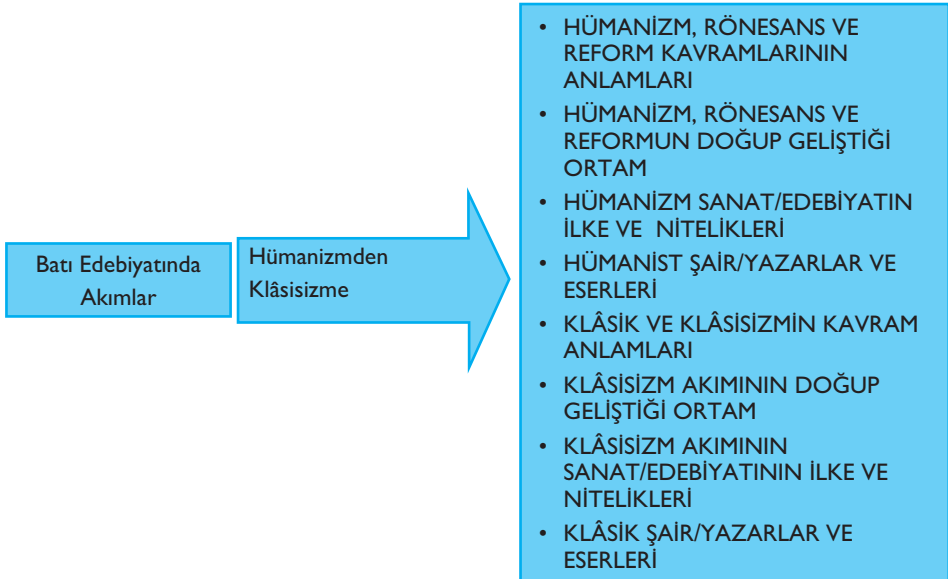 Batı Edebiyatında
Akımlar
Hümanizmden
Klâsisizme
• HÜMANİZM, RÖNESANS VE
REFORM KAVRAMLARININ
ANLAMLARI
• HÜMANİZM, RÖNESANS VE
REFORMUN DOĞUP GELİŞTİĞİ
ORTAM
• HÜMANİZM SANAT/EDEBİYATIN
İLKE VE NİTELİKLERİ
• HÜMANİST ŞAİR/YAZARLAR VE
ESERLERİ
• KLÂSİK VE KLÂSİSİZMİN KAVRAM
ANLAMLARI
• KLÂSİSİZM AKIMININ DOĞUP
GELİŞTİĞİ ORTAM
• KLÂSİSİZM AKIMININ
SANAT/EDEBİYATININ İLKE VE
NİTELİKLERİ
• KLÂSİK ŞAİR/YAZARLAR VE
ESERLERİ